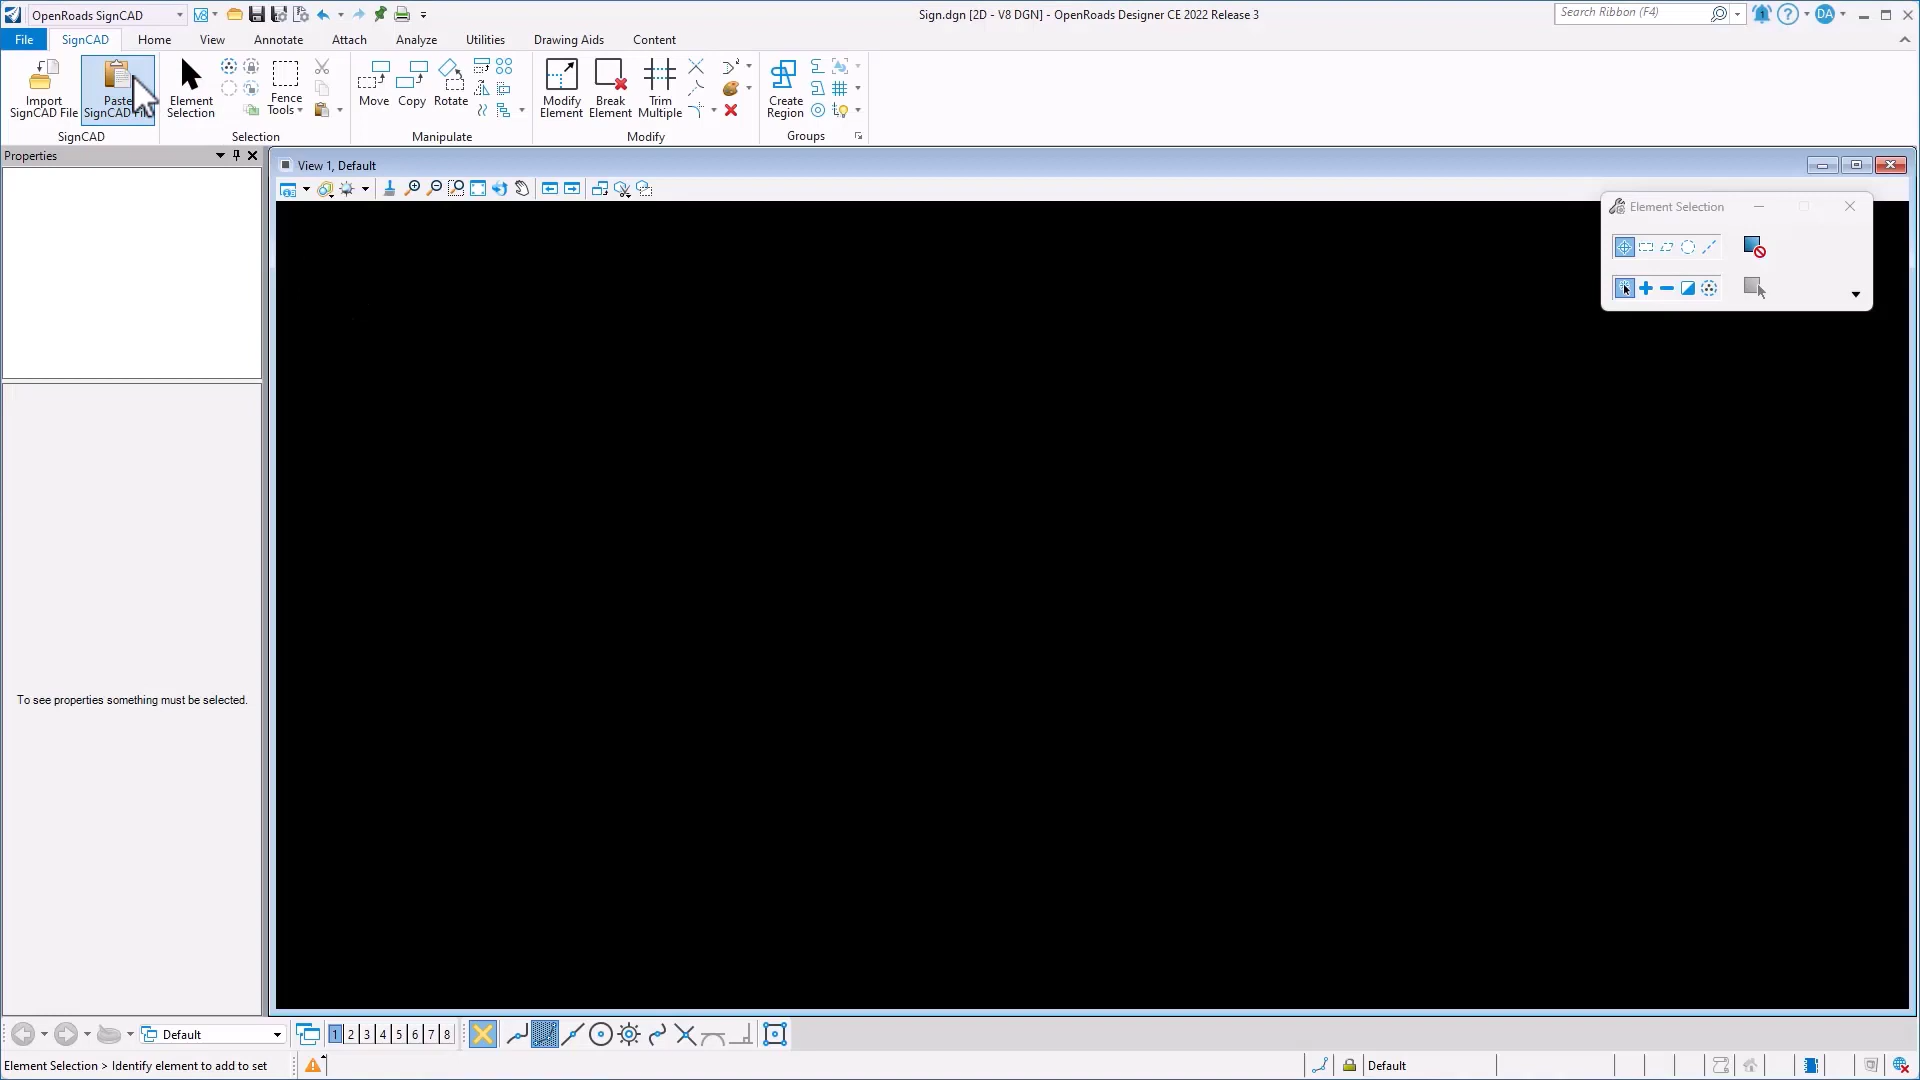 OpenRoads SignCAD
Sign.dgn [2D - V8 DGN] - OpenRoads Designer CE 2022 Release 3
Search Ribbon (F4)
1
DA
File
SignCAD
Home
View
Annotate
Attach
Analyze
Utilities
Drawing Aids
Content
Import
SignCAD File
Paste
SignCAD
Element
Selection
Fence
Tools
Move
Copy
Rotate
Modify
Element
Break
Element
Trim
Multiple
Create
Region
SignCAD
Selection
Manipulate
Modify
Groups
Properties
View 1, Default
Element Selection
To see properties something must be selected.
Default
1 2 3 4 5 6 7 8
Element Selection > Identify element to add to set
Default